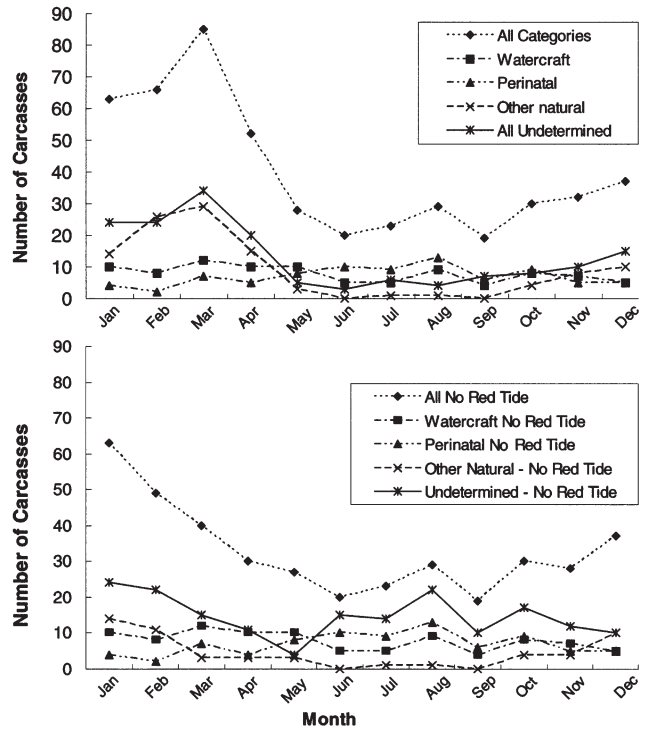 90
80
70
60
50
40
30
20
10
0
Number of Carcasses
All Categories
Watercraft
Perinatal
Other natural
All Undetermined
Jan Feb Mar Apr May Jun Jul Aug Sep Oct Nov Dec
90
80
70
60
50
40
30
20
10
0
Number of Carcasses
All No Red Tide
Watercraft No Red Tide
Perinatal No Red Tide
Other Natural - No Red Tide
Undetermined - No Red Tide
Jan Feb Mar Apr May Jun Jul Aug Sep Oct Nov Dec
Month